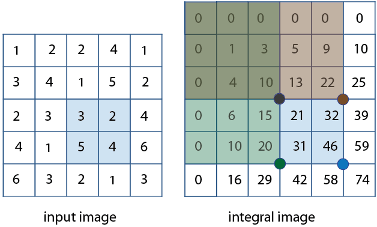 1 2 2 4 1
3 4 1 5 2
2 3 3 2 4
4 1 5 4 6
6 3 2 1 3
input image
0 0 0 0 0 0
0 1 3 5 9 10
0 4 10 13 22 25
0 6 15 21 32 39
0 10 20 31 46 59
0 16 29 42 58 74
integral image